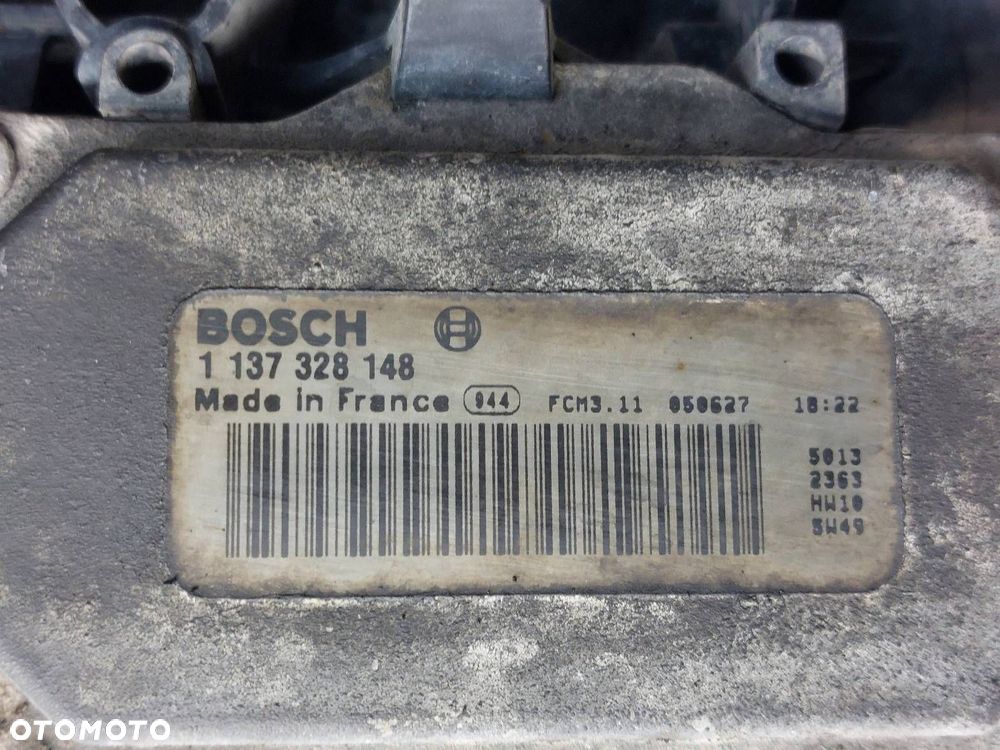 BOSCH
1 137 328 148
Made in France 944 FCM3.11 050627 18:22
5013
2363
HW10
SW49
OTOMOTO
OTOMOTO